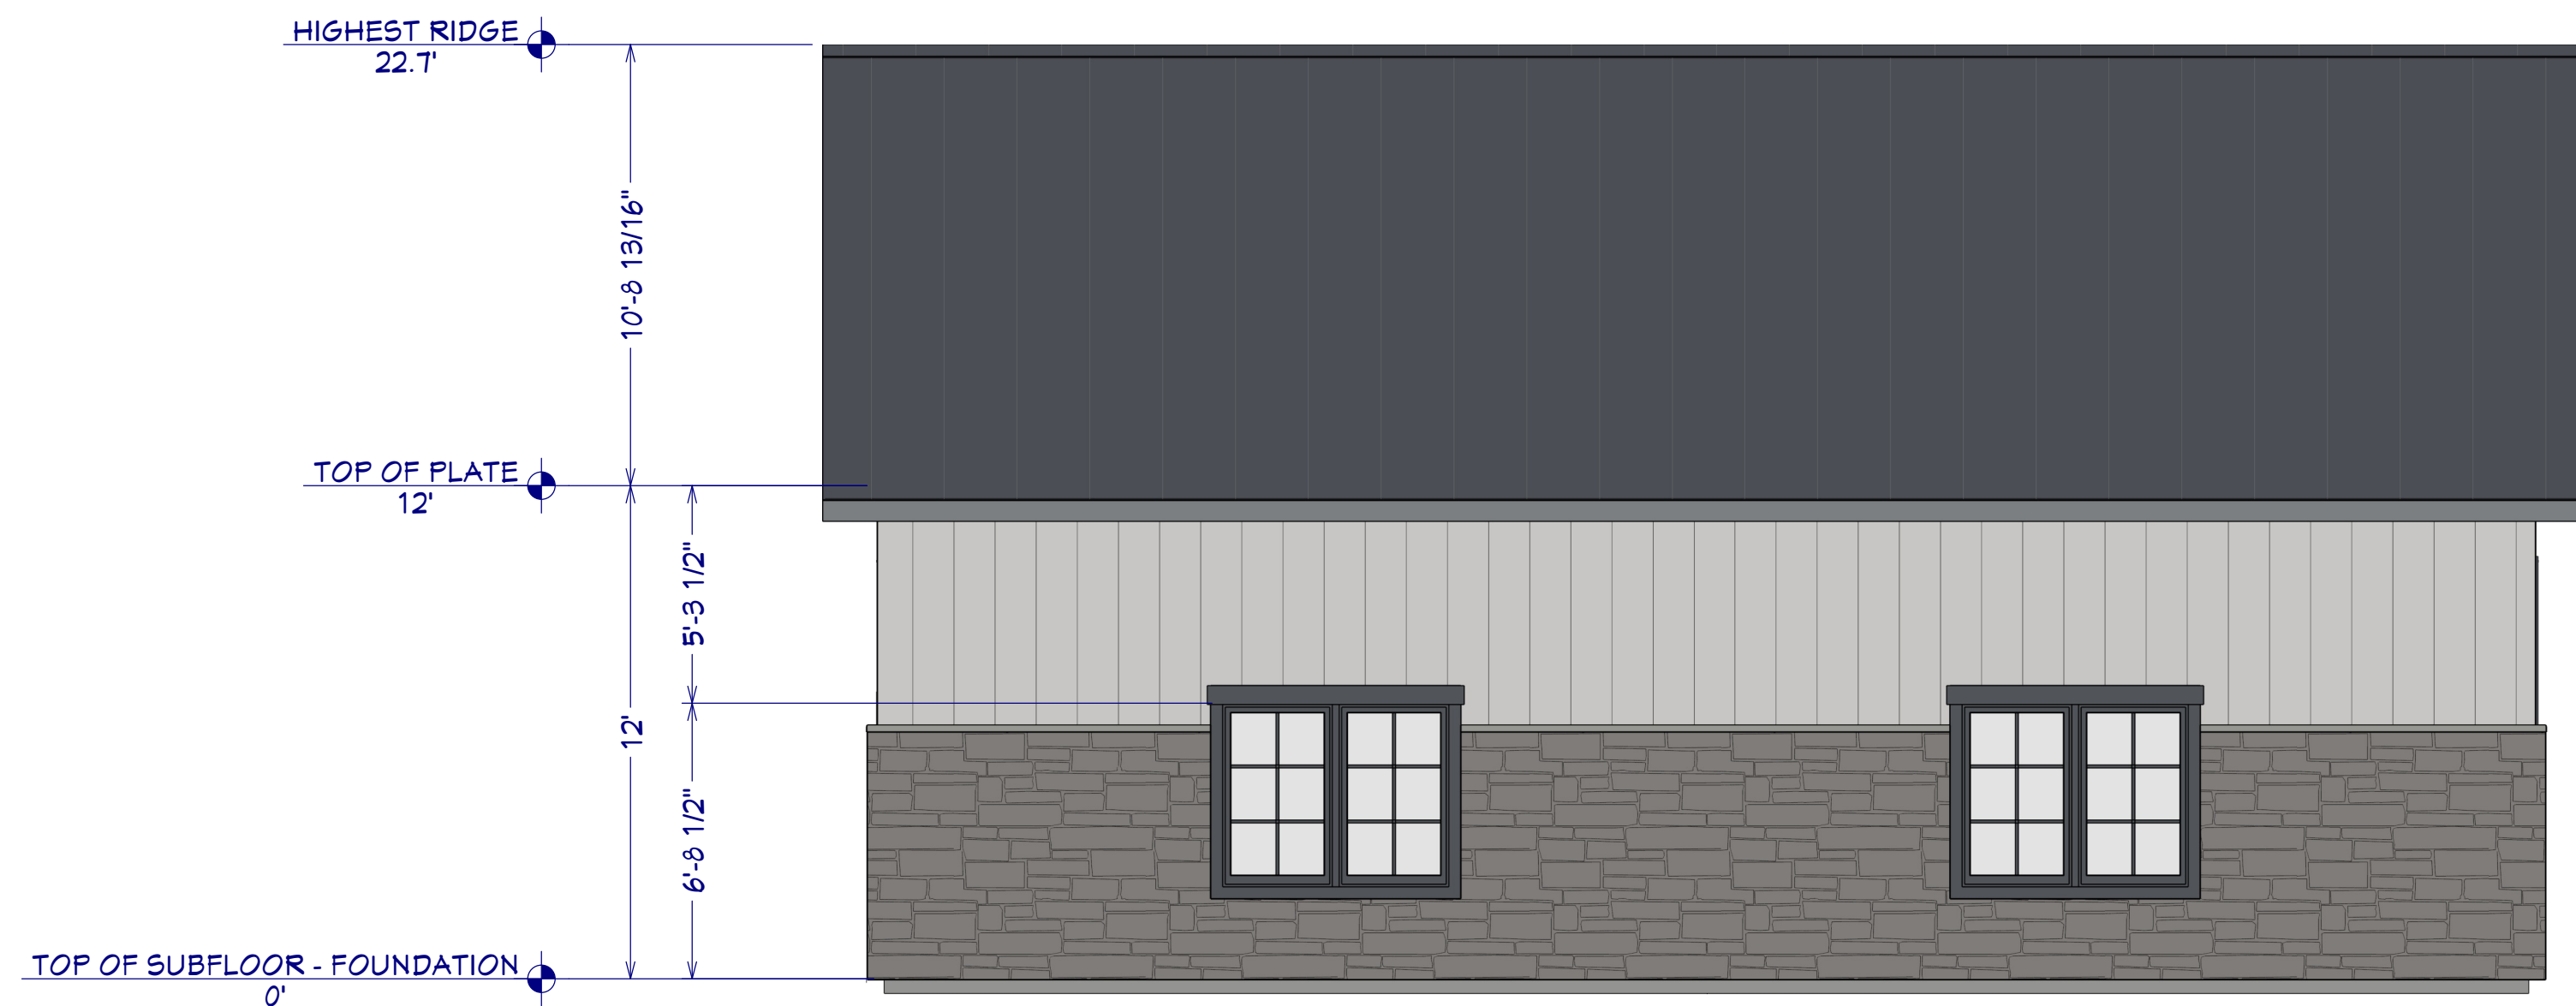 HIGHEST RIDGE
22.7'
10'-8 13/16"
TOP OF PLATE
12'
5'-3 1/2"
12'
6'-8 1/2"
TOP OF SUBFLOOR - FOUNDATION
0'